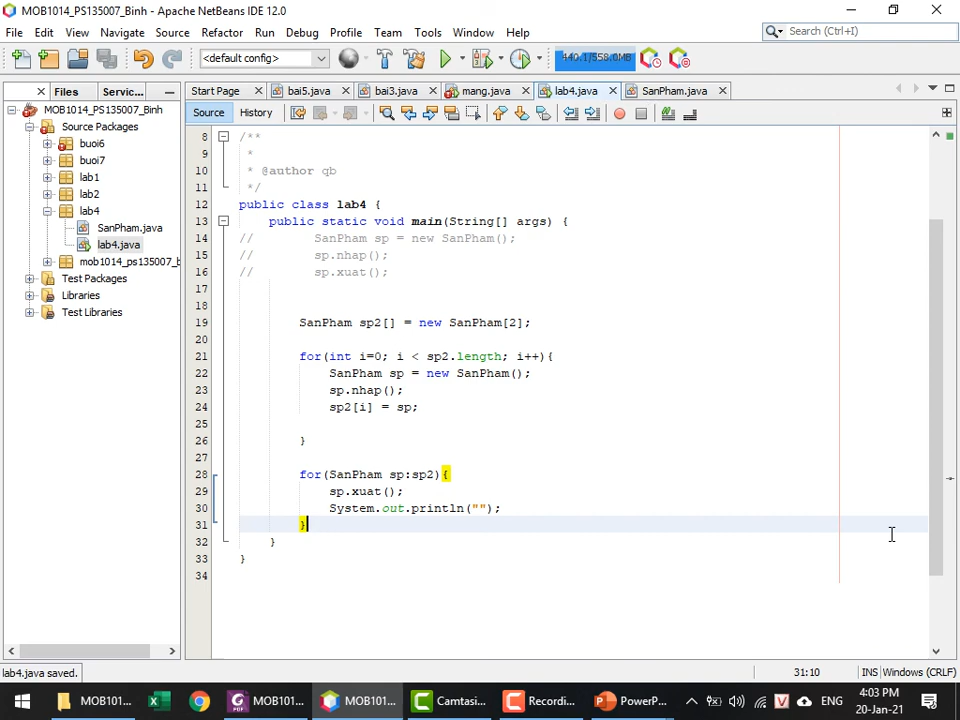 MOB1014_PS135007_Binh - Apache NetBeans IDE 12.0
File Edit View Navigate Source Refactor Run Debug Profile Team Tools Window Help
Search (Ctrl+I)
<default config>
440.1/558.0MB
Files Servic...
Start Page bai5.java bai3.java mang.java lab4.java SanPham.java
MOB1014_PS135007_Binh
Source Packages
buoi6
buoi7
lab1
lab2
lab4
SanPham.java
lab4.java
mob1014_ps135007_b
Test Packages
Libraries
Test Libraries
Source History
8 /**
9 *
10 * @author qb
11 */
12 public class lab4 {
13 public static void main(String[] args) {
14 // SanPham sp = new SanPham();
15 // sp.nhap();
16 // sp.xuat();
17
18
19 SanPham sp2[] = new SanPham[2];
20
21 for(int i=0; i < sp2.length; i++){
22 SanPham sp = new SanPham();
23 sp.nhap();
24 sp2[i] = sp;
25
26 }
27
28 for(SanPham sp:sp2){
29 sp.xuat();
30 System.out.println("");
31 }
32 }
33 }
34
lab4.java saved.
31:10 INS Windows (CRLF)
MOB101... MOB101... MOB101... Camtasi... Recordi... PowerP...
ENG
4:03 PM
20-Jan-21